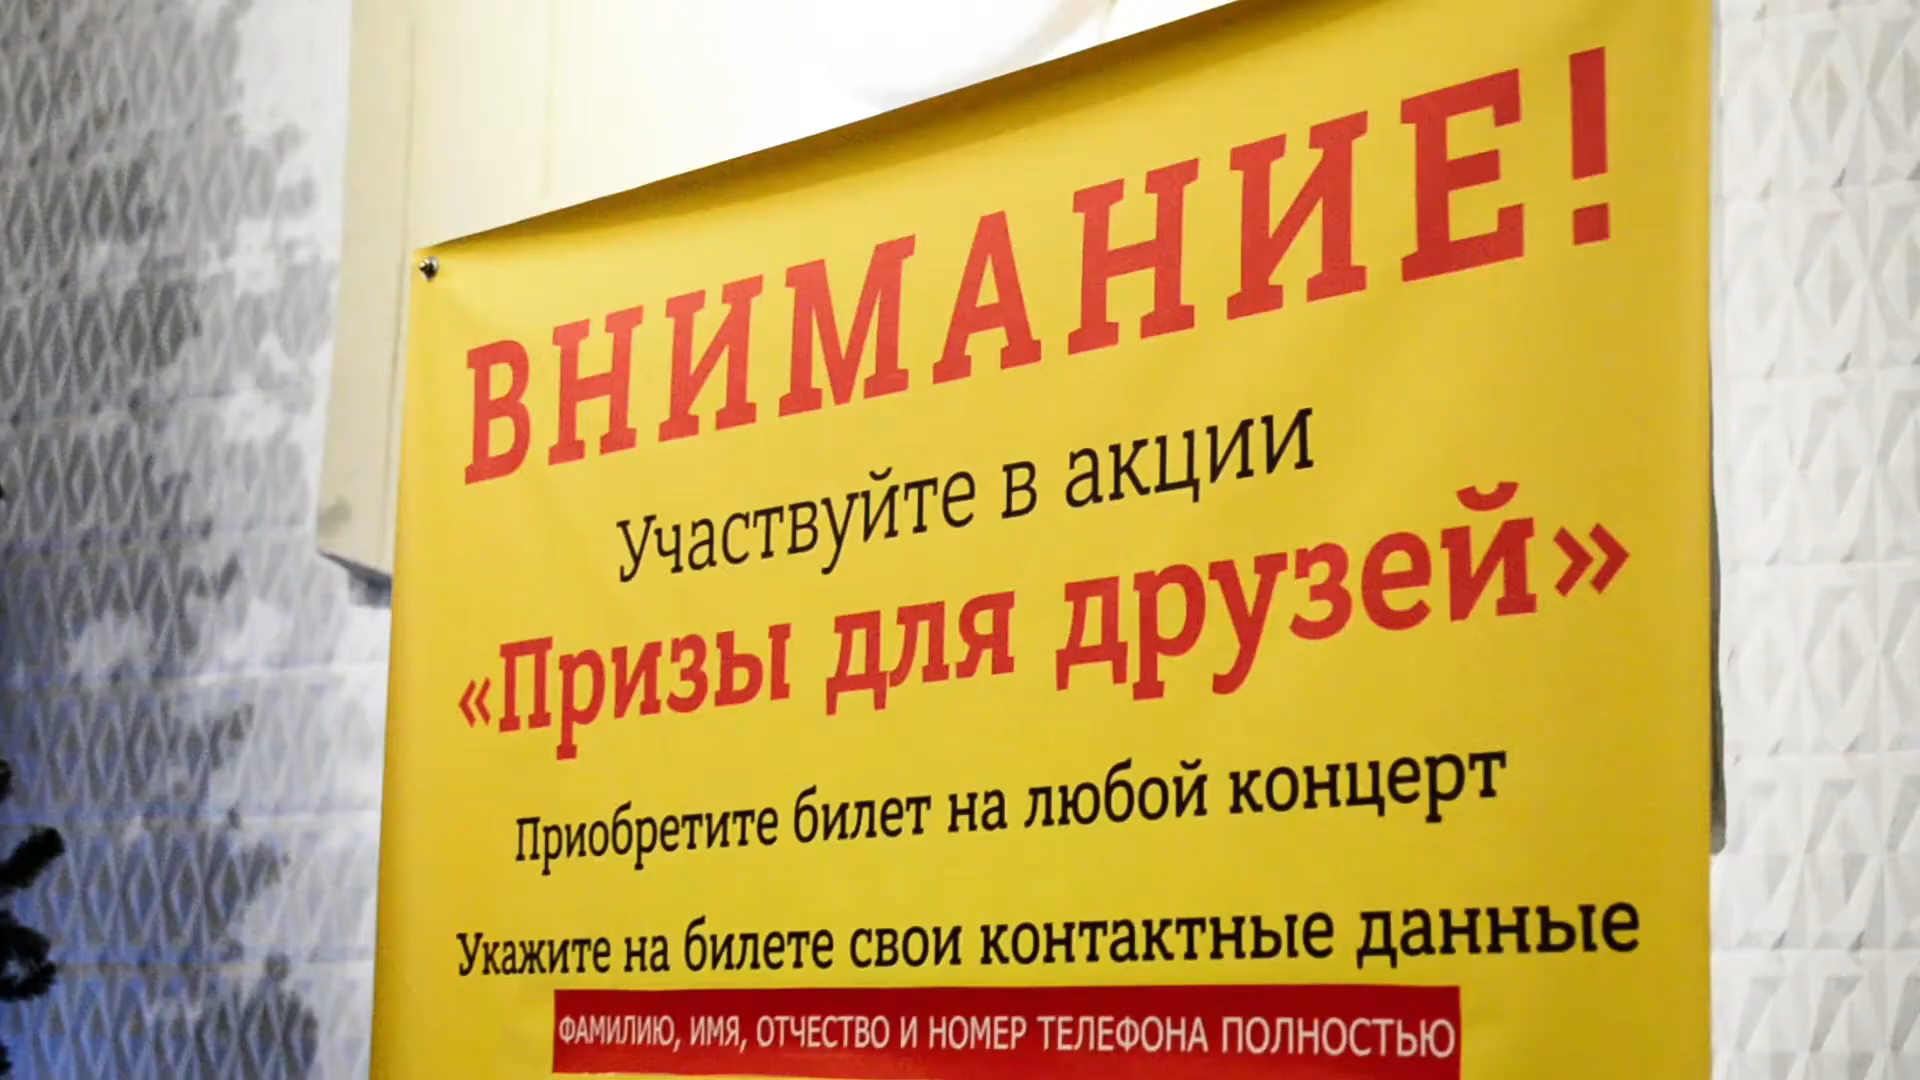 ВНИМАНИЕ!
Участвуйте в акции
«Призы для друзей»
Приобретите билет на любой концерт
Укажите на билете свои контактные данные
ФАМИЛИЮ, ИМЯ, ОТЧЕСТВО И НОМЕР ТЕЛЕФОНА ПОЛНОСТЬЮ